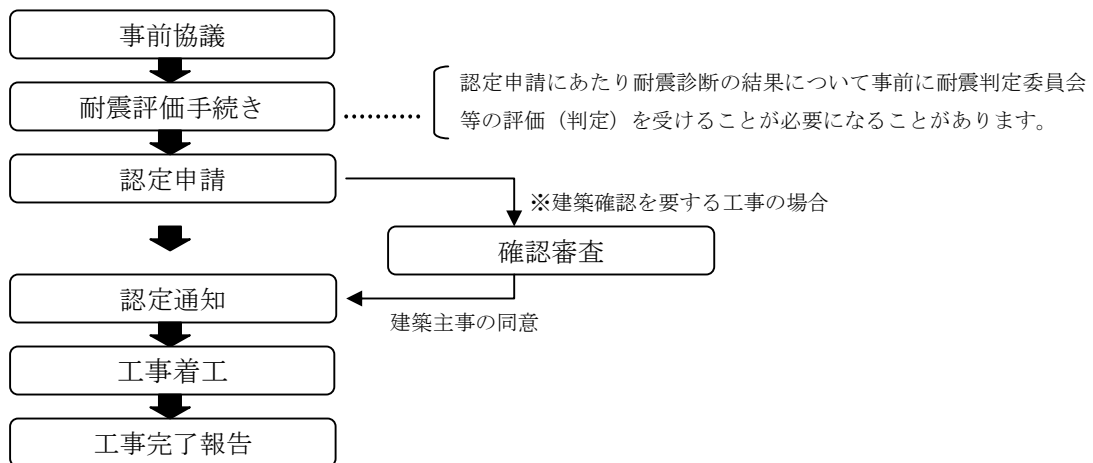 事前協議
耐震評価手続き
認定申請にあたり耐震診断の結果について事前に耐震判定委員会
等の評価（判定）を受けることが必要になることがあります。
認定申請
※建築確認を要する工事の場合
確認審査
認定通知
建築主事の同意
工事着工
工事完了報告